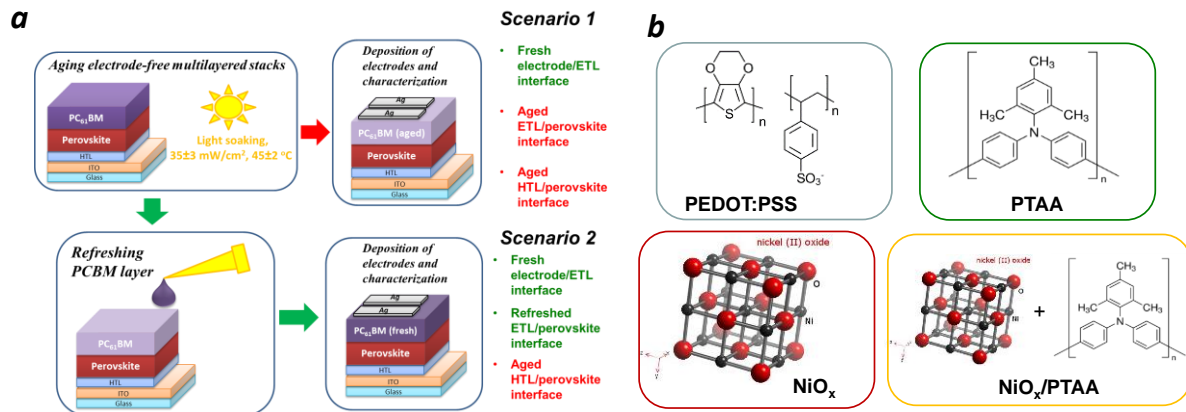 a
Aging electrode-free multilayered stacks
PC61BM
Perovskite
HTL
ITO
Glass
Light soaking,
35±3 mW/cm², 45±2 °C
Deposition of
electrodes and
characterization
Ag
Ag
PC61BM (aged)
Perovskite
HTL
ITO
Glass
Scenario 1
• Fresh
electrode/ETL
interface
• Aged
ETL/perovskite
interface
• Aged
HTL/perovskite
interface
Refreshing
PCBM layer
PC61BM
Perovskite
HTL
ITO
Glass
Deposition of
electrodes and
characterization
Ag
Ag
PC61BM (fresh)
Perovskite
HTL
ITO
Glass
Scenario 2
• Fresh
electrode/ETL
interface
• Refreshed
ETL/perovskite
interface
• Aged
HTL/perovskite
interface
b
O
O
S
n
n
SO3-
PEDOT:PSS
CH3
H3C
CH3
N
n
PTAA
nickel (II) oxide
O
Ni
NiOx
nickel (II) oxide
O
Ni
+
CH3
H3C
CH3
N
n
NiOx/PTAA